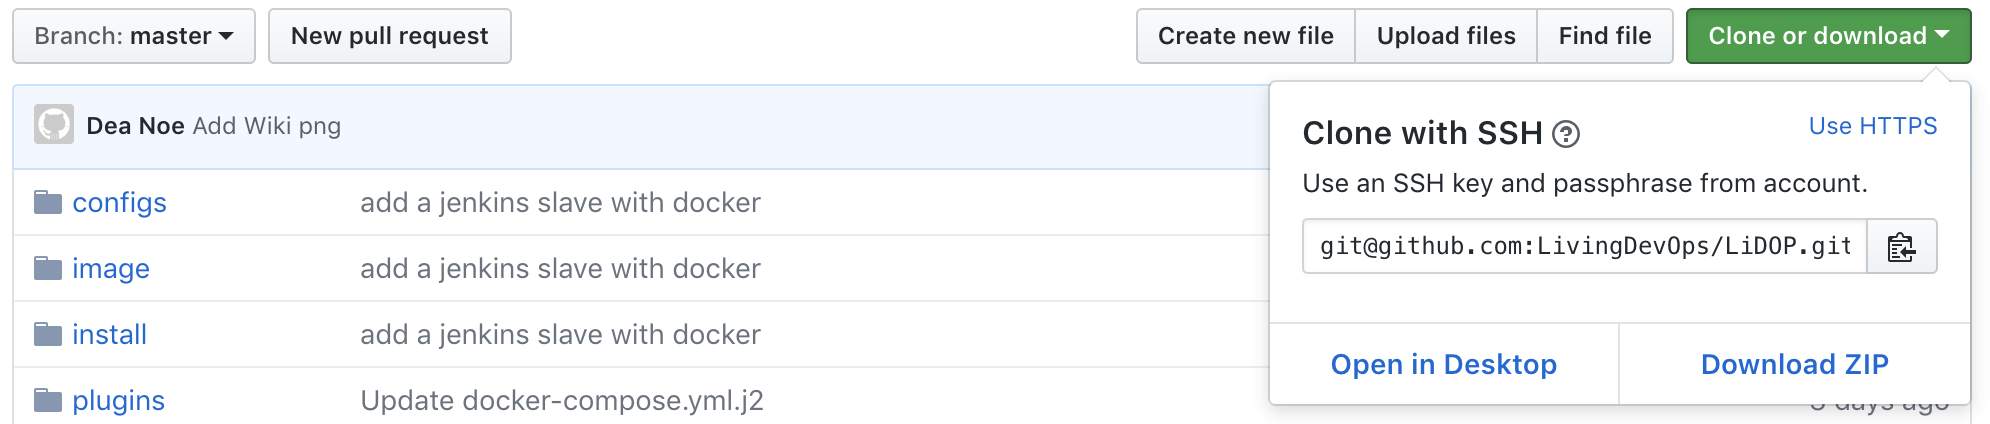 Branch: master New pull request Create new file Upload files Find file Clone or download
Dea Noe Add Wiki png
Clone with SSH ? Use HTTPS
Use an SSH key and passphrase from account.
git@github.com:LivingDevOps/LiDOP.git
Open in Desktop Download ZIP
configs add a jenkins slave with docker
image add a jenkins slave with docker
install add a jenkins slave with docker
plugins Update docker-compose.yml.j2
days ago